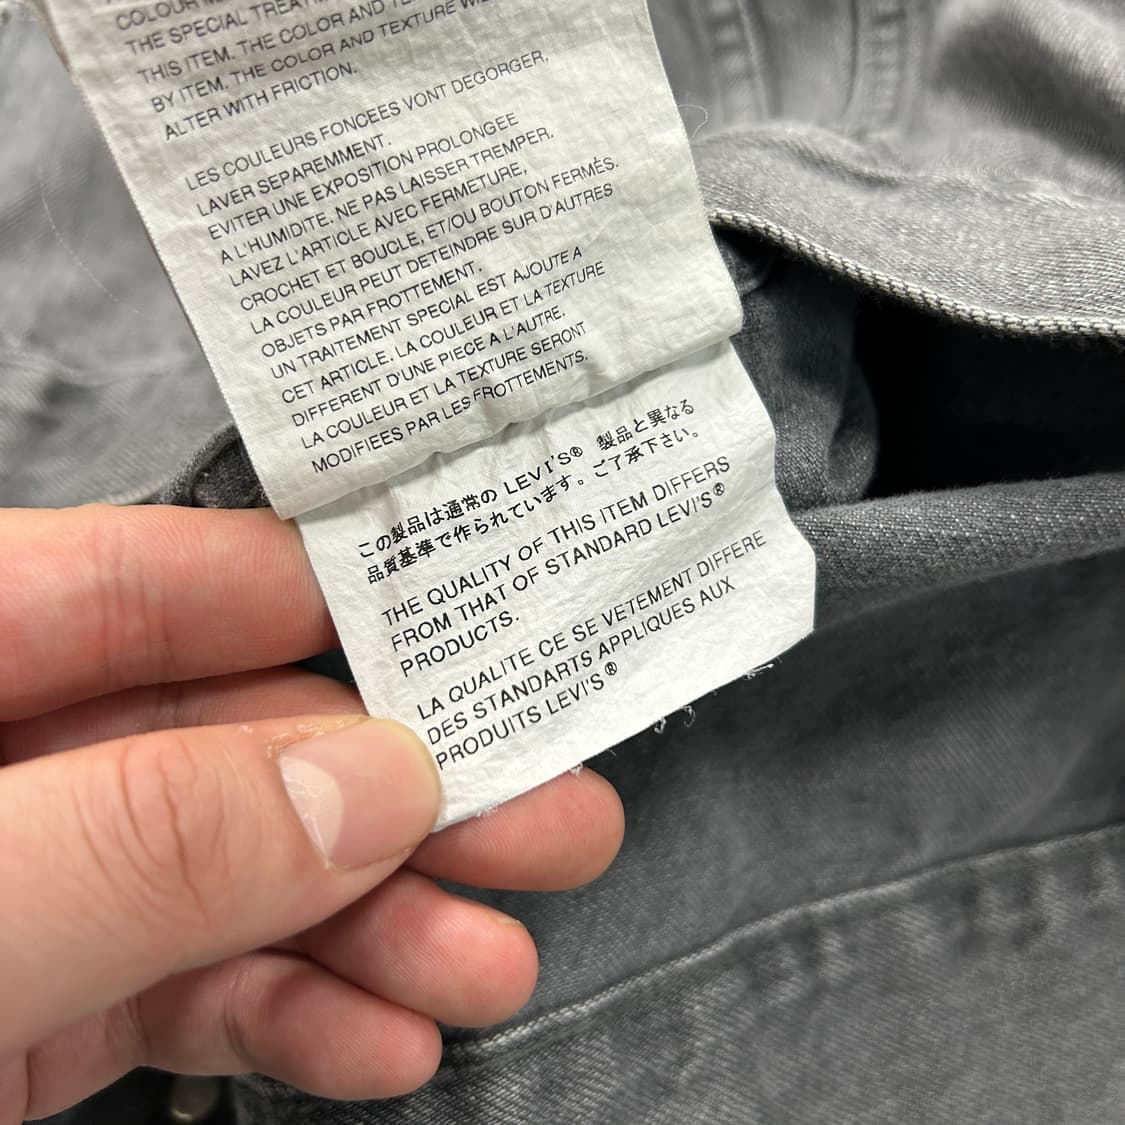 COLOUR
THE SPECIAL
THIS ITEM. THE COLOR AND
BY ITEM. THE COLOR AND TEXTURE
ALTER WITH FRICTION.
LES COULEURS FONCEES VONT DEGORGER,
LAVER SEPAREMMENT.
EVITER UNE EXPOSITION PROLONGEE
A L'HUMIDITE. NE PAS LAISSER TREMPER.
LAVEZ L'ARTICLE AVEC FERMETURE,
CROCHET ET BOUCLE, ET/OU BOUTON FERMÈS.
LA COULEUR PEUT DETEINDRE SUR D'AUTRES
OBJETS PAR FROTTEMENT.
UN TRAITEMENT SPECIAL EST AJOUTE A
CET ARTICLE. LA COULEUR ET LA TEXTURE
DIFFERENT D'UNE PIECE A L'AUTRE.
LA COULEUR ET LA TEXTURE SERONT
MODIFIEES PAR LES FROTTEMENTS.
この製品は通常の LEVI'S® 製品と異なる
品質基準で作られています。ご了承下さい。
THE QUALITY OF THIS ITEM DIFFERS
FROM THAT OF STANDARD LEVI'S®
PRODUCTS.
LA QUALITE CE SE VETEMENT DIFFERE
DES STANDARTS APPLIQUES AUX
PRODUITS LEVI'S®